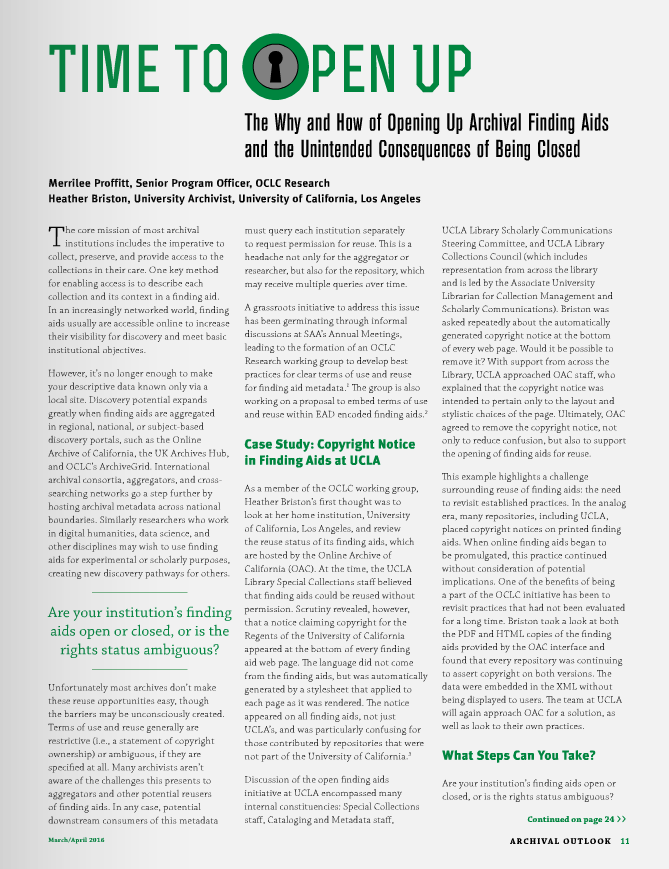 TIME TO OPEN UP
The Why and How of Opening Up Archival Finding Aids
and the Unintended Consequences of Being Closed
Merrilee Proffitt, Senior Program Officer, OCLC Research
Heather Briston, University Archivist, University of California, Los Angeles
The core mission of most archival
institutions includes the imperative to
collect, preserve, and provide access to the
collections in their care. One key method
for enabling access is to describe each
collection and its context in a finding aid.
In an increasingly networked world, finding
aids usually are accessible online to increase
their visibility for discovery and meet basic
institutional objectives.
However, it's no longer enough to make
your descriptive data known only via a
local site. Discovery potential expands
greatly when finding aids are aggregated
in regional, national, or subject-based
discovery portals, such as the Online
Archive of California, the UK Archives Hub,
and OCLC's ArchiveGrid. International
archival consortia, aggregators, and cross-
searching networks go a step further by
hosting archival metadata across national
boundaries. Similarly researchers who work
in digital humanities, data science, and
other disciplines may wish to use finding
aids for experimental or scholarly purposes,
creating new discovery pathways for others.
Are your institution's finding
aids open or closed, or is the
rights status ambiguous?
Unfortunately most archives don't make
these reuse opportunities easy, though
the barriers may be unconsciously created.
Terms of use and reuse generally are
restrictive (i.e., a statement of copyright
ownership) or ambiguous, if they are
specified at all. Many archivists aren't
aware of the challenges this presents to
aggregators and other potential reusers
of finding aids. In any case, potential
downstream consumers of this metadata
must query each institution separately
to request permission for reuse. This is a
headache not only for the aggregator or
researcher, but also for the repository, which
may receive multiple queries over time.
A grassroots initiative to address this issue
has been germinating through informal
discussions at SAA's Annual Meetings,
leading to the formation of an OCLC
Research working group to develop best
practices for clear terms of use and reuse
for finding aid metadata.¹ The group is also
working on a proposal to embed terms of use
and reuse within EAD encoded finding aids.²
Case Study: Copyright Notice
in Finding Aids at UCLA
As a member of the OCLC working group,
Heather Briston's first thought was to
look at her home institution, University
of California, Los Angeles, and review
the reuse status of its finding aids, which
are hosted by the Online Archive of
California (OAC). At the time, the UCLA
Library Special Collections staff believed
that finding aids could be reused without
permission. Scrutiny revealed, however,
that a notice claiming copyright for the
Regents of the University of California
appeared at the bottom of every finding
aid web page. The language did not come
from the finding aids, but was automatically
generated by a stylesheet that applied to
each page as it was rendered. The notice
appeared on all finding aids, not just
UCLA's, and was particularly confusing for
those contributed by repositories that were
not part of the University of California.³
Discussion of the open finding aids
initiative at UCLA encompassed many
internal constituencies: Special Collections
staff, Cataloging and Metadata staff,
UCLA Library Scholarly Communications
Steering Committee, and UCLA Library
Collections Council (which includes
representation from across the library
and is led by the Associate University
Librarian for Collection Management and
Scholarly Communications). Briston was
asked repeatedly about the automatically
generated copyright notice at the bottom
of every web page. Would it be possible to
remove it? With support from across the
Library, UCLA approached OAC staff, who
explained that the copyright notice was
intended to pertain only to the layout and
stylistic choices of the page. Ultimately, OAC
agreed to remove the copyright notice, not
only to reduce confusion, but also to support
the opening of finding aids for reuse.
This example highlights a challenge
surrounding reuse of finding aids: the need
to revisit established practices. In the analog
era, many repositories, including UCLA,
placed copyright notices on printed finding
aids. When online finding aids began to
be promulgated, this practice continued
without consideration of potential
implications. One of the benefits of being
a part of the OCLC initiative has been to
revisit practices that had not been evaluated
for a long time. Briston took a look at both
the PDF and HTML copies of the finding
aids provided by the OAC interface and
found that every repository was continuing
to assert copyright on both versions. The
data were embedded in the XML without
being displayed to users. The team at UCLA
will again approach OAC for a solution, as
well as look to their own practices.
What Steps Can You Take?
Are your institution's finding aids open or
closed, or is the rights status ambiguous?
Continued on page 24 >>
March/April 2016
ARCHIVAL OUTLOOK 11